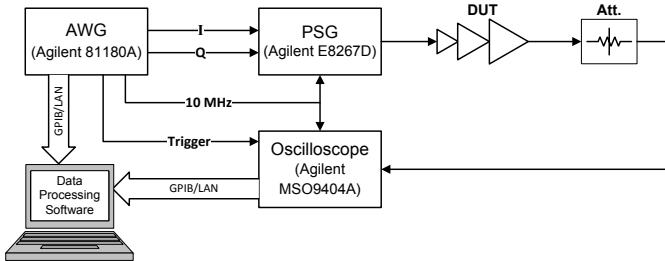 AWG
(Agilent 81180A)
I
Q
PSG
(Agilent E8267D)
DUT
Att.
GPIB/LAN
10 MHz
Trigger
Oscilloscope
(Agilent
MSO9404A)
GPIB/LAN
Data
Processing
Software